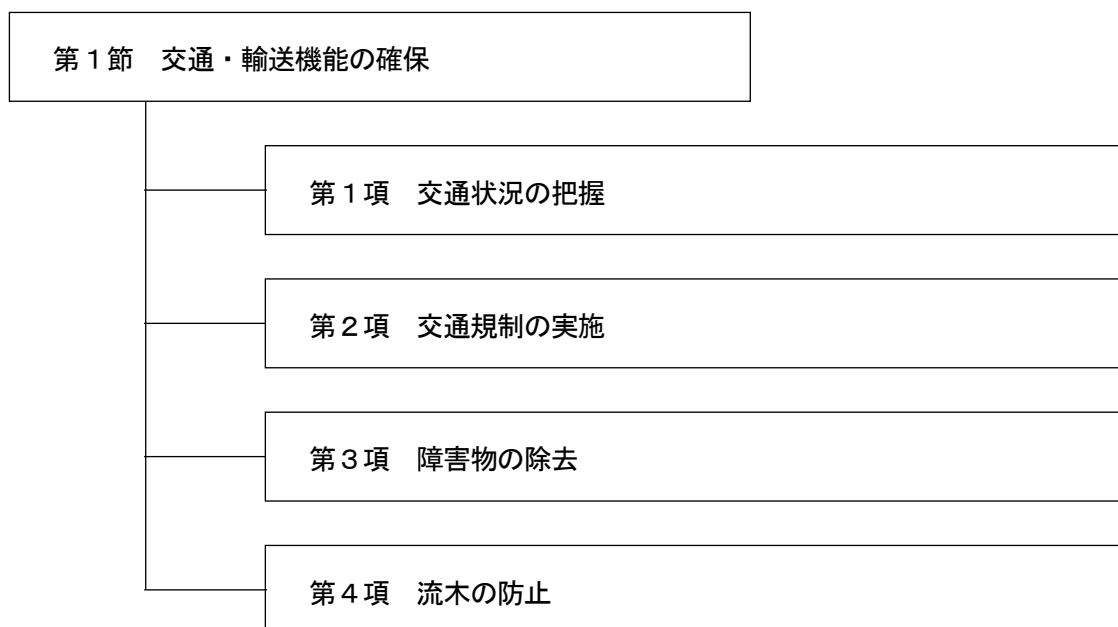 第１節　交通・輸送機能の確保
第１項　交通状況の把握
第２項　交通規制の実施
第３項　障害物の除去
第４項　流木の防止